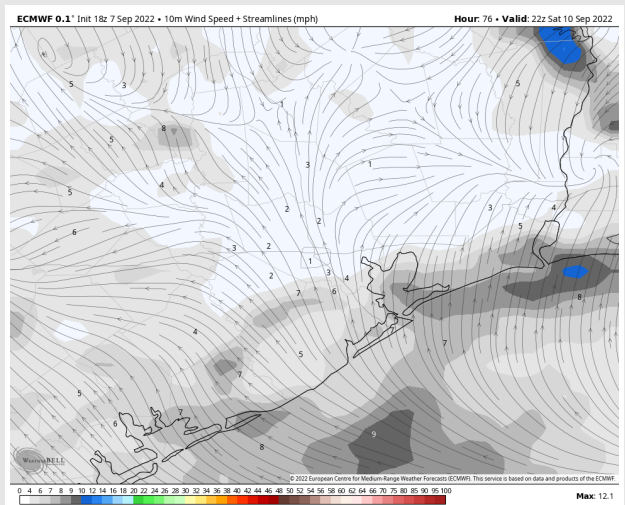 ECMWF 0.1° Init 18z 7 Sep 2022 • 10m Wind Speed + Streamlines (mph) Hour: 76 • Valid: 22z Sat 10 Sep 2022
5 3 5
1
8
5
3 1
4
5
2 3 4
2 5
6
3 2
1
2 3 4
7 6 8
4
7
5
7
5
7
6 9
8
WeatherBELL
© 2022 European Centre for Medium-Range Weather Forecasts (ECMWF). This service is based on data and products of the ECMWF.
0 4 5 6 7 8 9 10 12 14 16 18 20 22 24 26 28 30 32 34 36 38 40 42 44 46 48 50 52 54 56 58 60 62 64 66 68 70 75 80 85 90 95 100
Max: 12.1